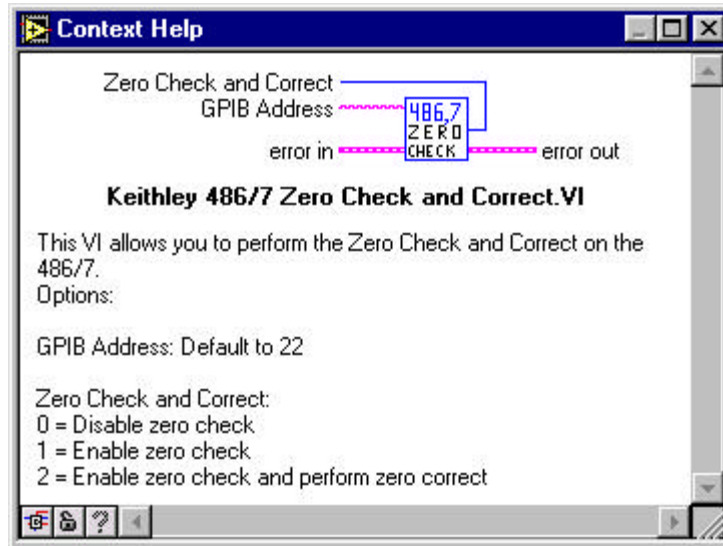 Context Help
Zero Check and Correct
GPIB Address
486,7
ZERO
CHECK
error in
error out
Keithley 486/7 Zero Check and Correct.VI
This VI allows you to perform the Zero Check and Correct on the
486/7.
Options:
GPIB Address: Default to 22
Zero Check and Correct:
0 = Disable zero check
1 = Enable zero check
2 = Enable zero check and perform zero correct
?